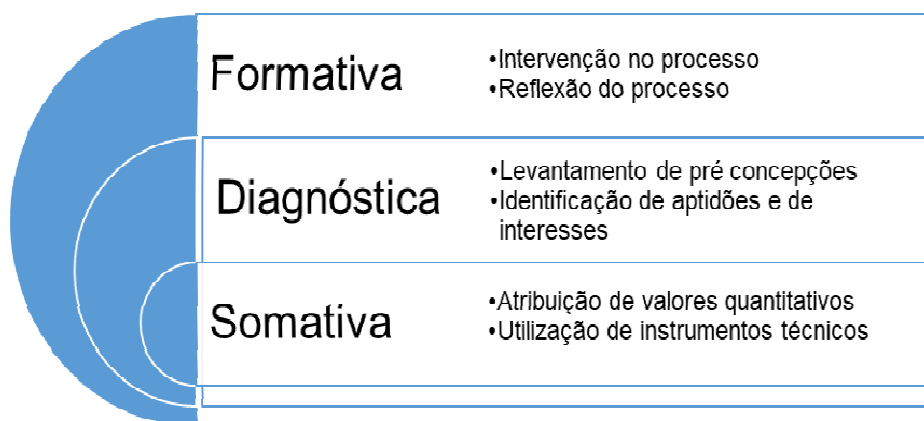 Formativa
•Intervenção no processo
•Reflexão do processo
Diagnóstica
•Levantamento de pré concepções
•Identificação de aptidões e de
interesses
Somativa
•Atribuição de valores quantitativos
•Utilização de instrumentos técnicos